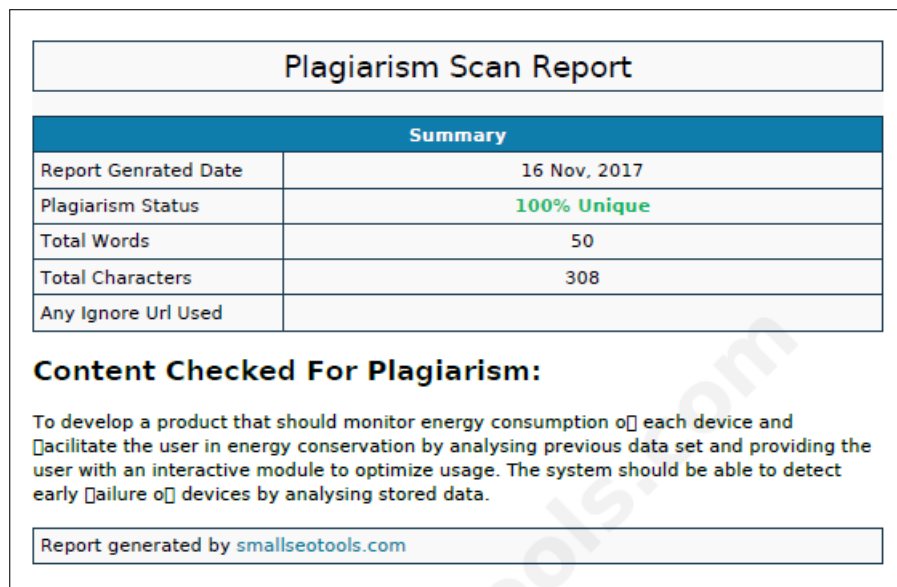 Plagiarism Scan Report
Summary
Report Genrated Date 16 Nov, 2017
Plagiarism Status 100% Unique
Total Words 50
Total Characters 308
Any Ignore Url Used
Content Checked For Plagiarism:
To develop a product that should monitor energy consumption o▯ each device and
▯acilitate the user in energy conservation by analysing previous data set and providing the
user with an interactive module to optimize usage. The system should be able to detect
early ▯ailure o▯ devices by analysing stored data.
Report generated by smallseotools.com